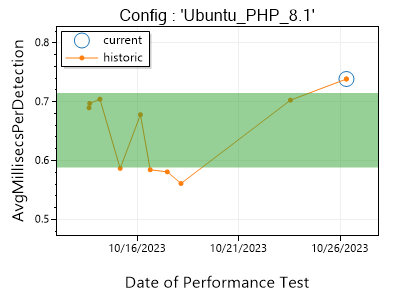 Config : 'Ubuntu_PHP_8.1'
current
historic
AvgMillisecsPerDetection
0.8
0.7
0.6
0.5
10/16/2023
10/21/2023
10/26/2023
Date of Performance Test